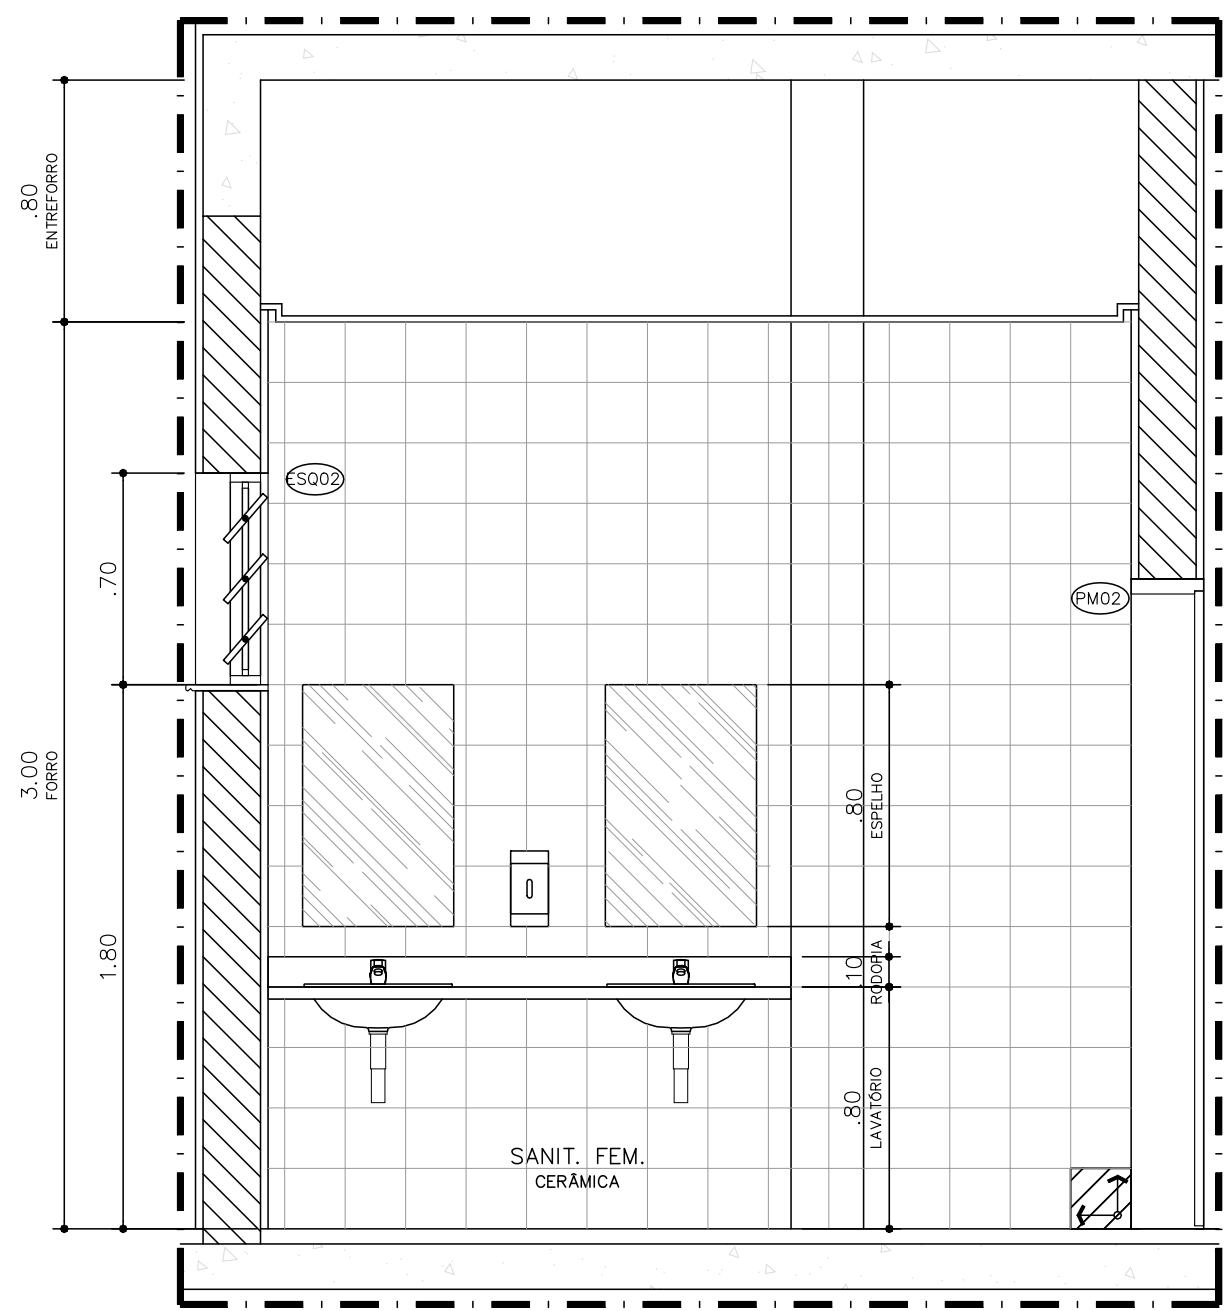 .80
ENTREFORRO
ESQ02
.70
PM02
3.00
FORRO
.80
ESPELHO
1.80
.10
RODOPIA
.80
LAVATÓRIO
SANIT. FEM.
CERÂMICA